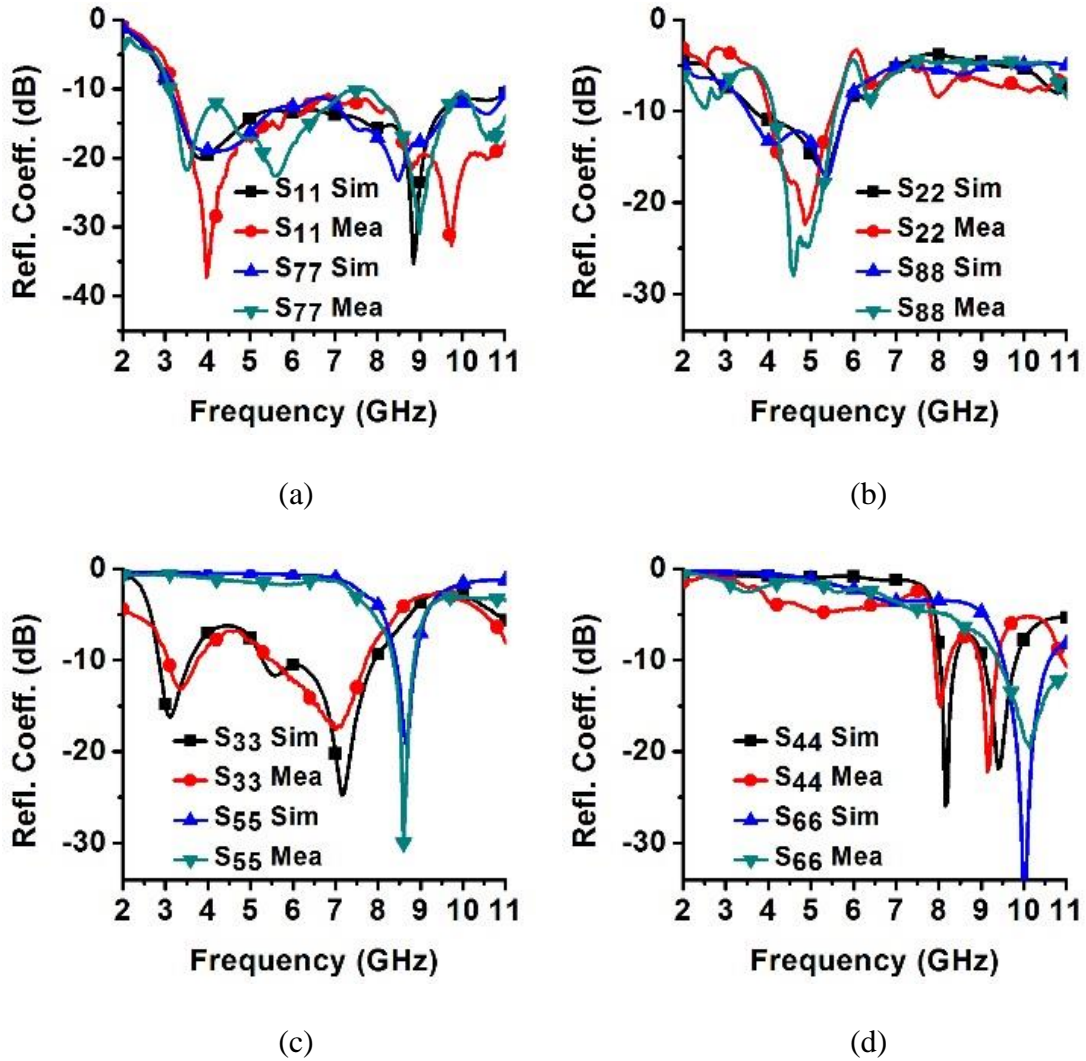 Refl. Coeff. (dB)
0
-10
-20
-30
-40
S11 Sim
S11 Mea
S77 Sim
S77 Mea
2 3 4 5 6 7 8 9 10 11
Frequency (GHz)
(a)
Refl. Coeff. (dB)
0
-10
-20
-30
S22 Sim
S22 Mea
S88 Sim
S88 Mea
2 3 4 5 6 7 8 9 10 11
Frequency (GHz)
(b)
Refl. Coeff. (dB)
0
-10
-20
-30
S33 Sim
S33 Mea
S55 Sim
S55 Mea
2 3 4 5 6 7 8 9 10 11
Frequency (GHz)
(c)
Refl. Coeff. (dB)
0
-10
-20
-30
S44 Sim
S44 Mea
S66 Sim
S66 Mea
2 3 4 5 6 7 8 9 10 11
Frequency (GHz)
(d)